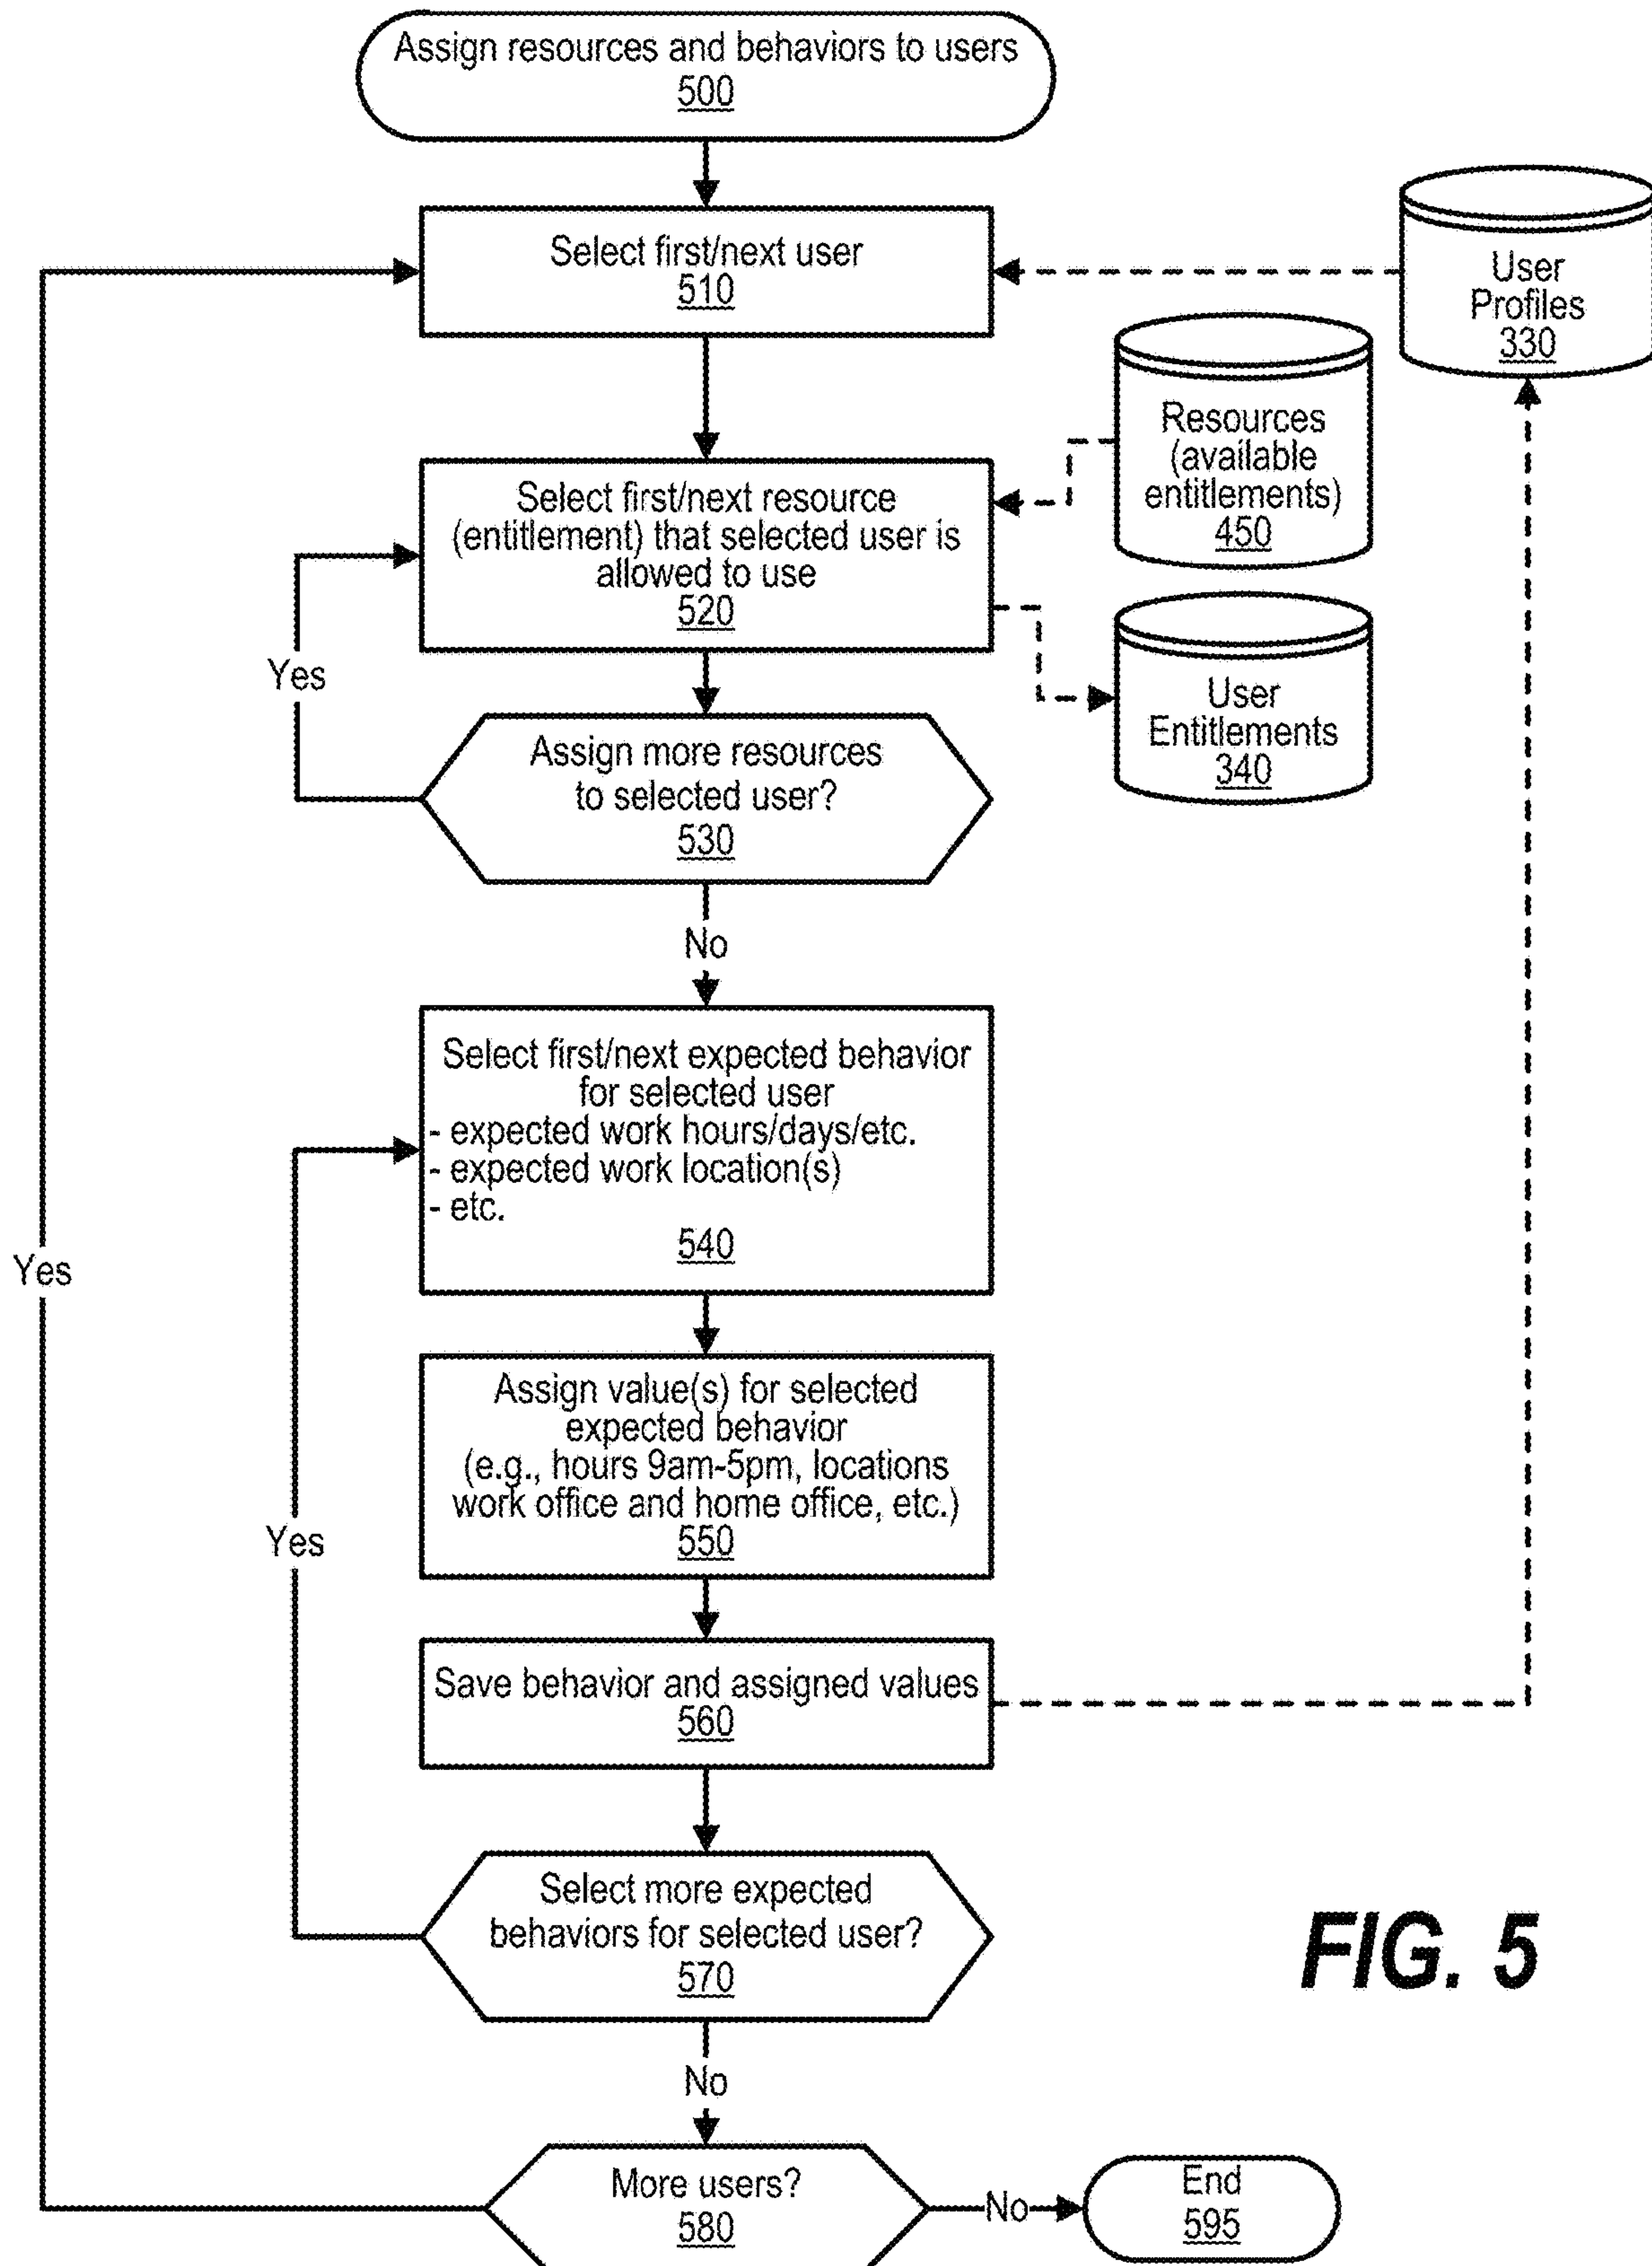 Assign resources and behaviors to users
500
Select first/next user
510
User
Profiles
330
Resources
(available
entitlements)
450
Select first/next resource
(entitlement) that selected user is
allowed to use
520
User
Entitlements
340
Yes
Assign more resources
to selected user?
530
No
Select first/next expected behavior
for selected user
- expected work hours/days/etc.
- expected work location(s)
- etc.
540
Yes
Assign value(s) for selected
expected behavior
(e.g., hours 9am-5pm, locations
work office and home office, etc.)
550
Yes
Save behavior and assigned values
560
Select more expected
behaviors for selected user?
570
FIG. 5
No
More users?
580
No
End
595